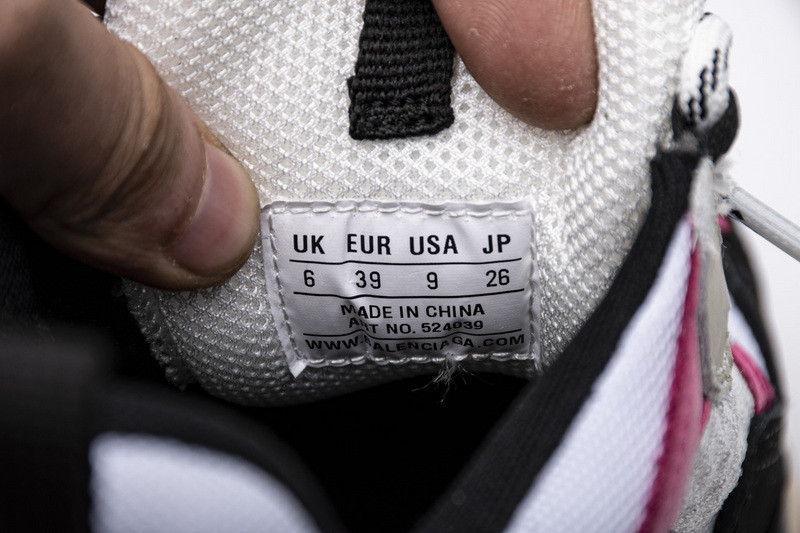 UK EUR USA JP
6 39 9 26
MADE IN CHINA
ART NO. 524039
WWW.BALENCIAGA.COM